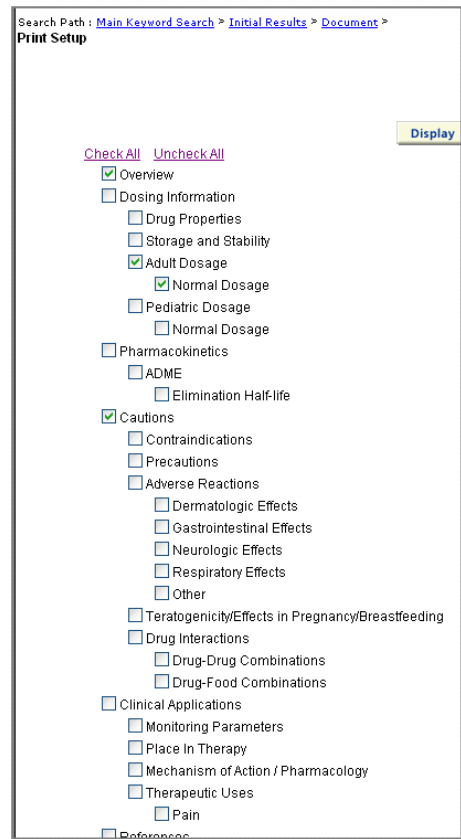 Search Path : Main Keyword Search > Initial Results > Document >
Print Setup
Display
Check All Uncheck All
Overview
Dosing Information
Drug Properties
Storage and Stability
Adult Dosage
Normal Dosage
Pediatric Dosage
Normal Dosage
Pharmacokinetics
ADME
Elimination Half-life
Cautions
Contraindications
Precautions
Adverse Reactions
Dermatologic Effects
Gastrointestinal Effects
Neurologic Effects
Respiratory Effects
Other
Teratogenicity/Effects in Pregnancy/Breastfeeding
Drug Interactions
Drug-Drug Combinations
Drug-Food Combinations
Clinical Applications
Monitoring Parameters
Place In Therapy
Mechanism of Action / Pharmacology
Therapeutic Uses
Pain
References